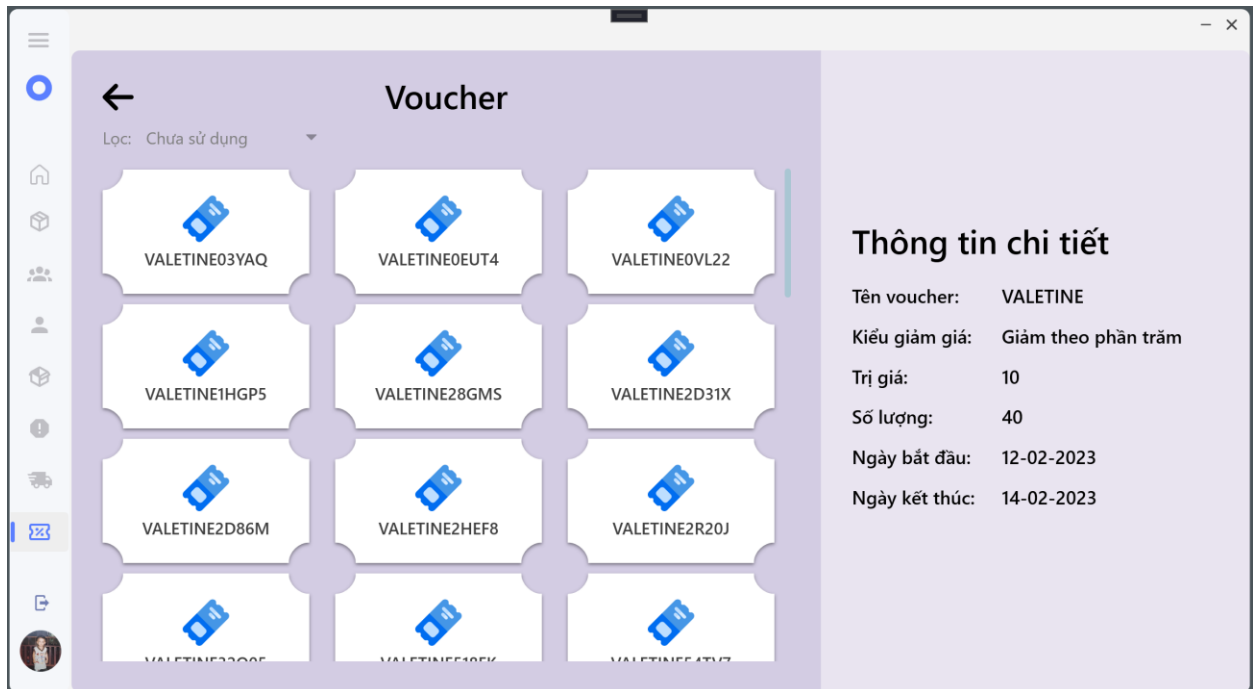 Voucher
Lọc: Chưa sử dụng
VALETINE03YAQ
VALETINE0EUT4
VALETINE0VL22
VALETINE1HGP5
VALETINE28GMS
VALETINE2D31X
VALETINE2D86M
VALETINE2HEF8
VALETINE2R20J
Thông tin chi tiết
Tên voucher: VALETINE
Kiểu giảm giá: Giảm theo phần trăm
Trị giá: 10
Số lượng: 40
Ngày bắt đầu: 12-02-2023
Ngày kết thúc: 14-02-2023